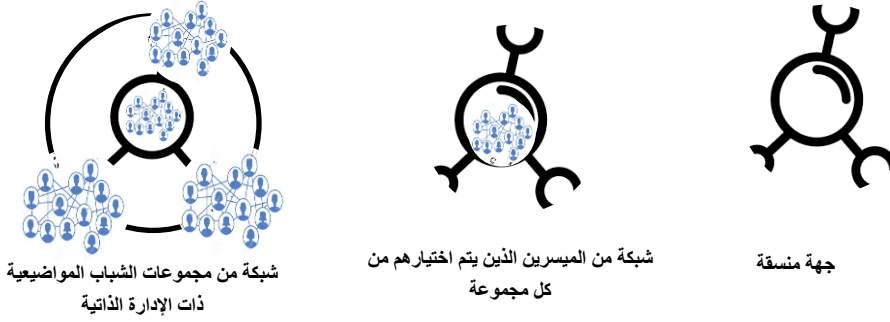 جهة منسقة
شبكة من الميسرين الذين يتم اختيارهم من
كل مجموعة
شبكة من مجموعات الشباب المواضيعية
ذات الإدارة الذاتية